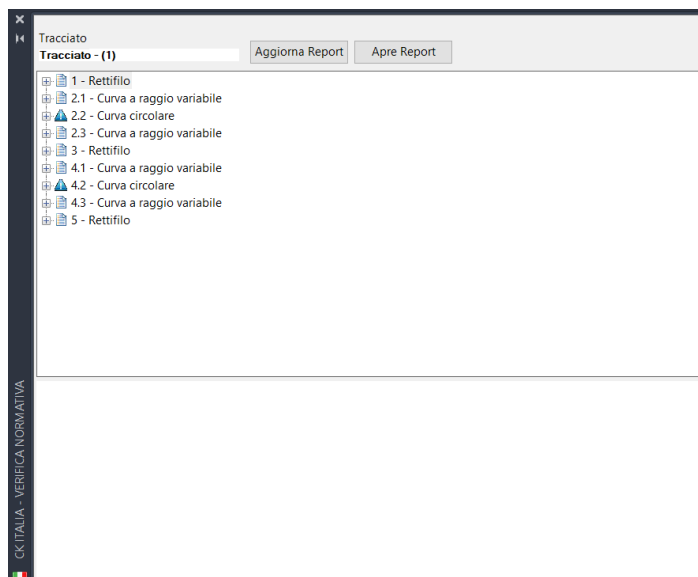 Tracciato
Tracciato - (1)
Aggiorna Report
Apre Report
1 - Rettifilo
2.1 - Curva a raggio variabile
2.2 - Curva circolare
2.3 - Curva a raggio variabile
3 - Rettifilo
4.1 - Curva a raggio variabile
4.2 - Curva circolare
4.3 - Curva a raggio variabile
5 - Rettifilo
CK ITALIA - VERIFICA NORMATIVA